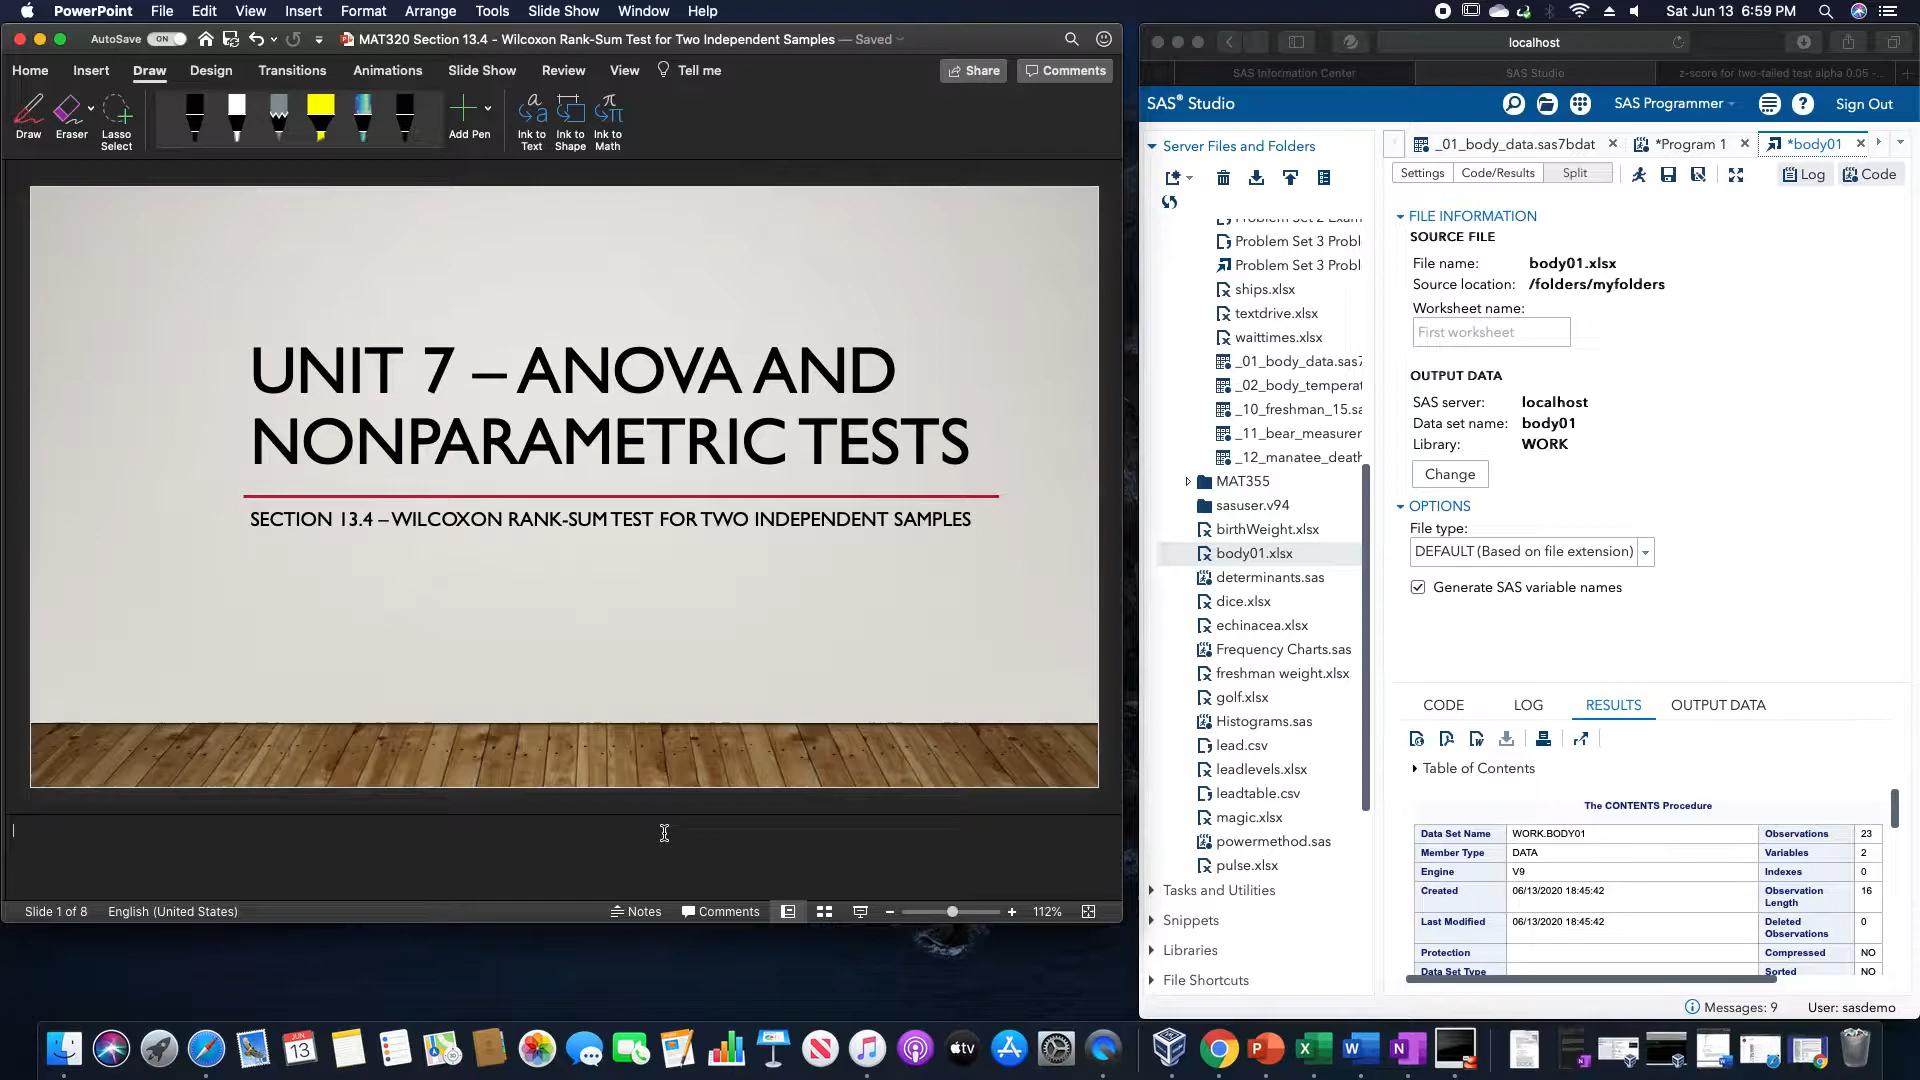 PowerPoint File Edit View Insert Format Arrange Tools Slide Show Window Help
Sat Jun 13 6:59 PM
AutoSave ON
MAT320 Section 13.4 - Wilcoxon Rank-Sum Test for Two Independent Samples — Saved
Home Insert Draw Design Transitions Animations Slide Show Review View Tell me Share Comments
Draw Eraser Lasso Select Add Pen Ink to Text Ink to Shape Ink to Math
UNIT 7 – ANOVA AND
NONPARAMETRIC TESTS
SECTION 13.4 – WILCOXON RANK-SUM TEST FOR TWO INDEPENDENT SAMPLES
Slide 1 of 8 English (United States) Notes Comments 112%
localhost
SAS Information Center SAS Studio z-score for two-tailed test alpha 0.05 -...
SAS® Studio SAS Programmer Sign Out
Server Files and Folders
Problem Set 3 Probl
Problem Set 3 Probl
ships.xlsx
textdrive.xlsx
waittimes.xlsx
_01_body_data.sas7
_02_body_temperat
_10_freshman_15.sa
_11_bear_measurer
_12_manatee_death
MAT355
sasuser.v94
birthWeight.xlsx
body01.xlsx
determinants.sas
dice.xlsx
echinacea.xlsx
Frequency Charts.sas
freshman weight.xlsx
golf.xlsx
Histograms.sas
lead.csv
leadlevels.xlsx
leadtable.csv
magic.xlsx
powermethod.sas
pulse.xlsx
Tasks and Utilities
Snippets
Libraries
File Shortcuts
_01_body_data.sas7bdat *Program 1 *body01
Settings Code/Results Split Log Code
FILE INFORMATION
SOURCE FILE
File name: body01.xlsx
Source location: /folders/myfolders
Worksheet name:
First worksheet
OUTPUT DATA
SAS server: localhost
Data set name: body01
Library: WORK
Change
OPTIONS
File type:
DEFAULT (Based on file extension)
Generate SAS variable names
CODE LOG RESULTS OUTPUT DATA
Table of Contents
The CONTENTS Procedure
Data Set Name WORK.BODY01 Observations 23
Member Type DATA Variables 2
Engine V9 Indexes 0
Created 06/13/2020 18:45:42 Observation Length 16
Last Modified 06/13/2020 18:45:42 Deleted Observations 0
Protection Compressed NO
Data Set Type Sorted NO
Messages: 9 User: sasdemo